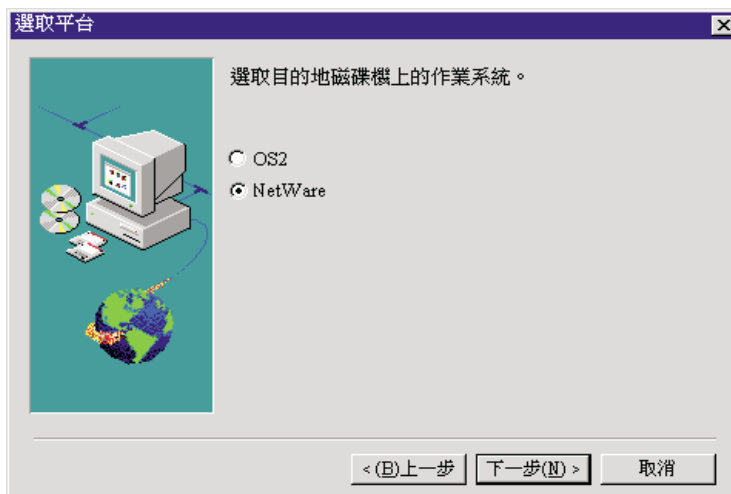 選取平台
選取目的地磁碟機上的作業系統。
OS2
NetWare
< (B)上一步
下一步(N) >
取消